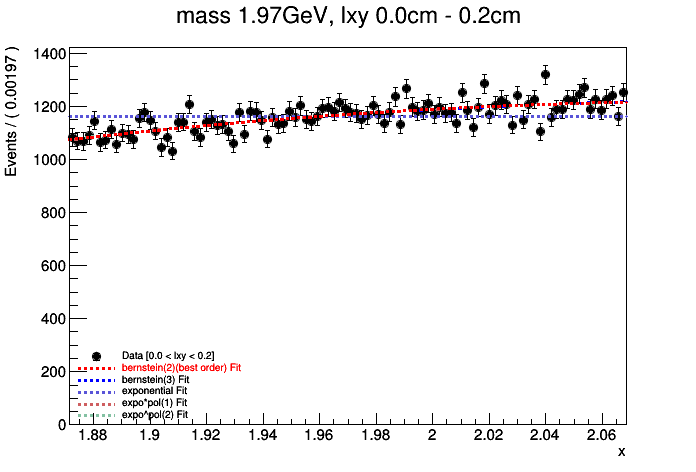 mass 1.97GeV, lxy 0.0cm - 0.2cm
Events / ( 0.00197 )
1400
1200
1000
800
600
400
200
0
Data [0.0 < lxy < 0.2]
bernstein(2)(best order) Fit
bernstein(3) Fit
exponential Fit
expo*pol(1) Fit
expo^pol(2) Fit
1.88 1.9 1.92 1.94 1.96 1.98 2 2.02 2.04 2.06
x